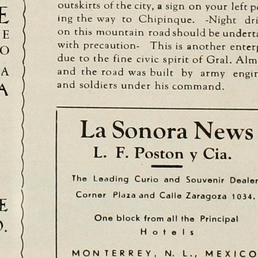 outskirts of the city, a sign on your left po
ing the way to Chipinque. -Night dri
on this mountain road should be underta
with precaution- This is another enterp
due to the fine civic spirit of Gral. Alm
and the road was built by army engin
and soldiers under his command.
La Sonora News
L. F. Poston y Cia.
The Leading Curio and Souvenir Dealer
Corner Plaza and Calle Zaragoza 1034.
One block from all the Principal
Hotels
MONTERREY, N. L., MEXICO
E
E
O
A
A
E
O.